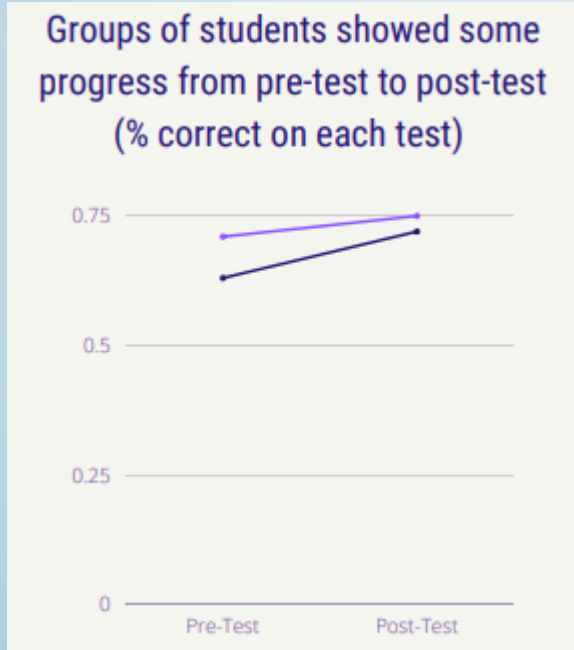 Groups of students showed some
progress from pre-test to post-test
(% correct on each test)
0.75
0.5
0.25
0
Pre-Test Post-Test